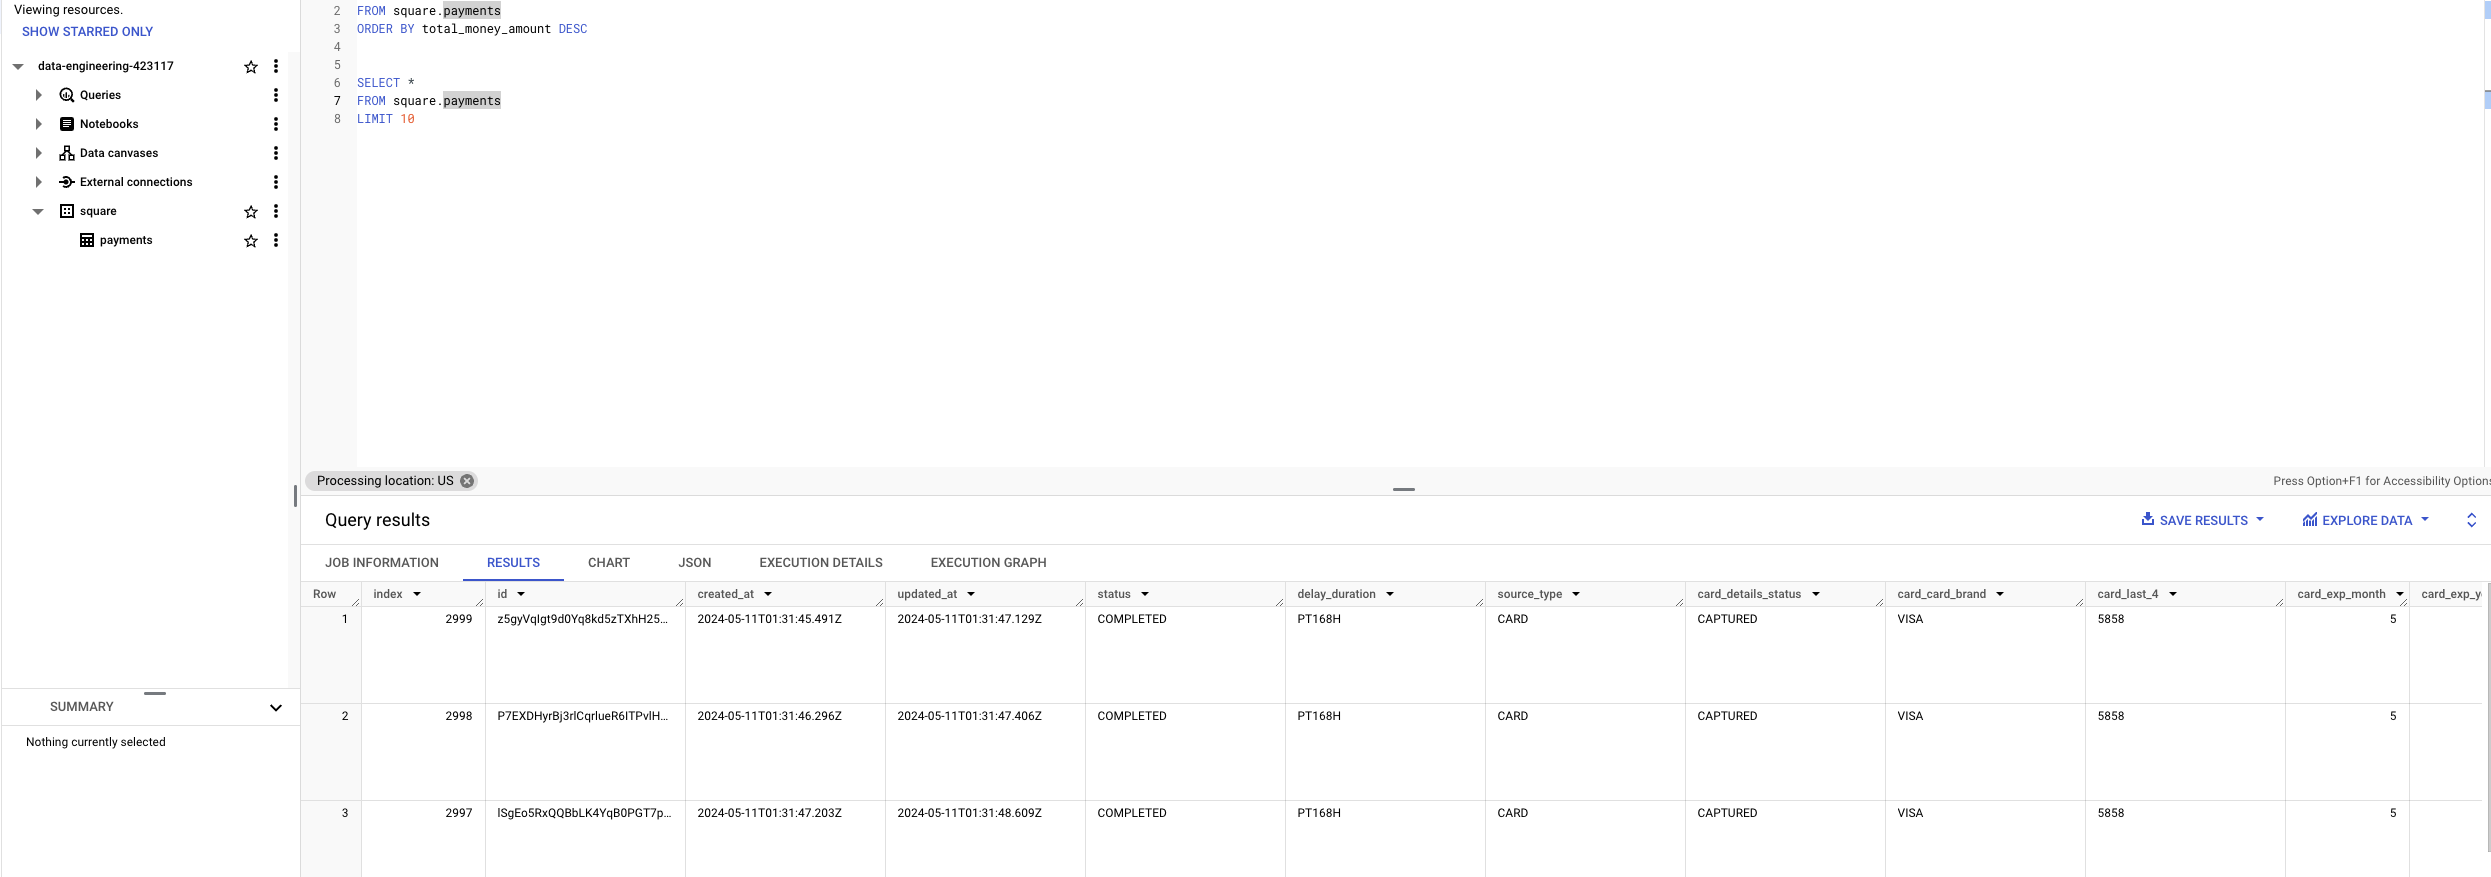 Viewing resources.
SHOW STARRED ONLY
data-engineering-423117
Queries
Notebooks
Data canvases
External connections
square
payments
SUMMARY
Nothing currently selected
2 FROM square.payments
3 ORDER BY total_money_amount DESC
4
5
6 SELECT *
7 FROM square.payments
8 LIMIT 10
Processing location: US
Press Option+F1 for Accessibility Options
Query results
SAVE RESULTS
EXPLORE DATA
JOB INFORMATION RESULTS CHART JSON EXECUTION DETAILS EXECUTION GRAPH
Row index id created_at updated_at status delay_duration source_type card_details_status card_card_brand card_last_4 card_exp_month card_exp_y
1 2999 z5gyVqIgt9d0Yq8kd5zTXhH25... 2024-05-11T01:31:45.491Z 2024-05-11T01:31:47.129Z COMPLETED PT168H CARD CAPTURED VISA 5858 5
2 2998 P7EXDHyrBj3rlCqrlueR6ITPvlH... 2024-05-11T01:31:46.296Z 2024-05-11T01:31:47.406Z COMPLETED PT168H CARD CAPTURED VISA 5858 5
3 2997 lSgEo5RxQQBbLK4YqB0PGT7p... 2024-05-11T01:31:47.203Z 2024-05-11T01:31:48.609Z COMPLETED PT168H CARD CAPTURED VISA 5858 5